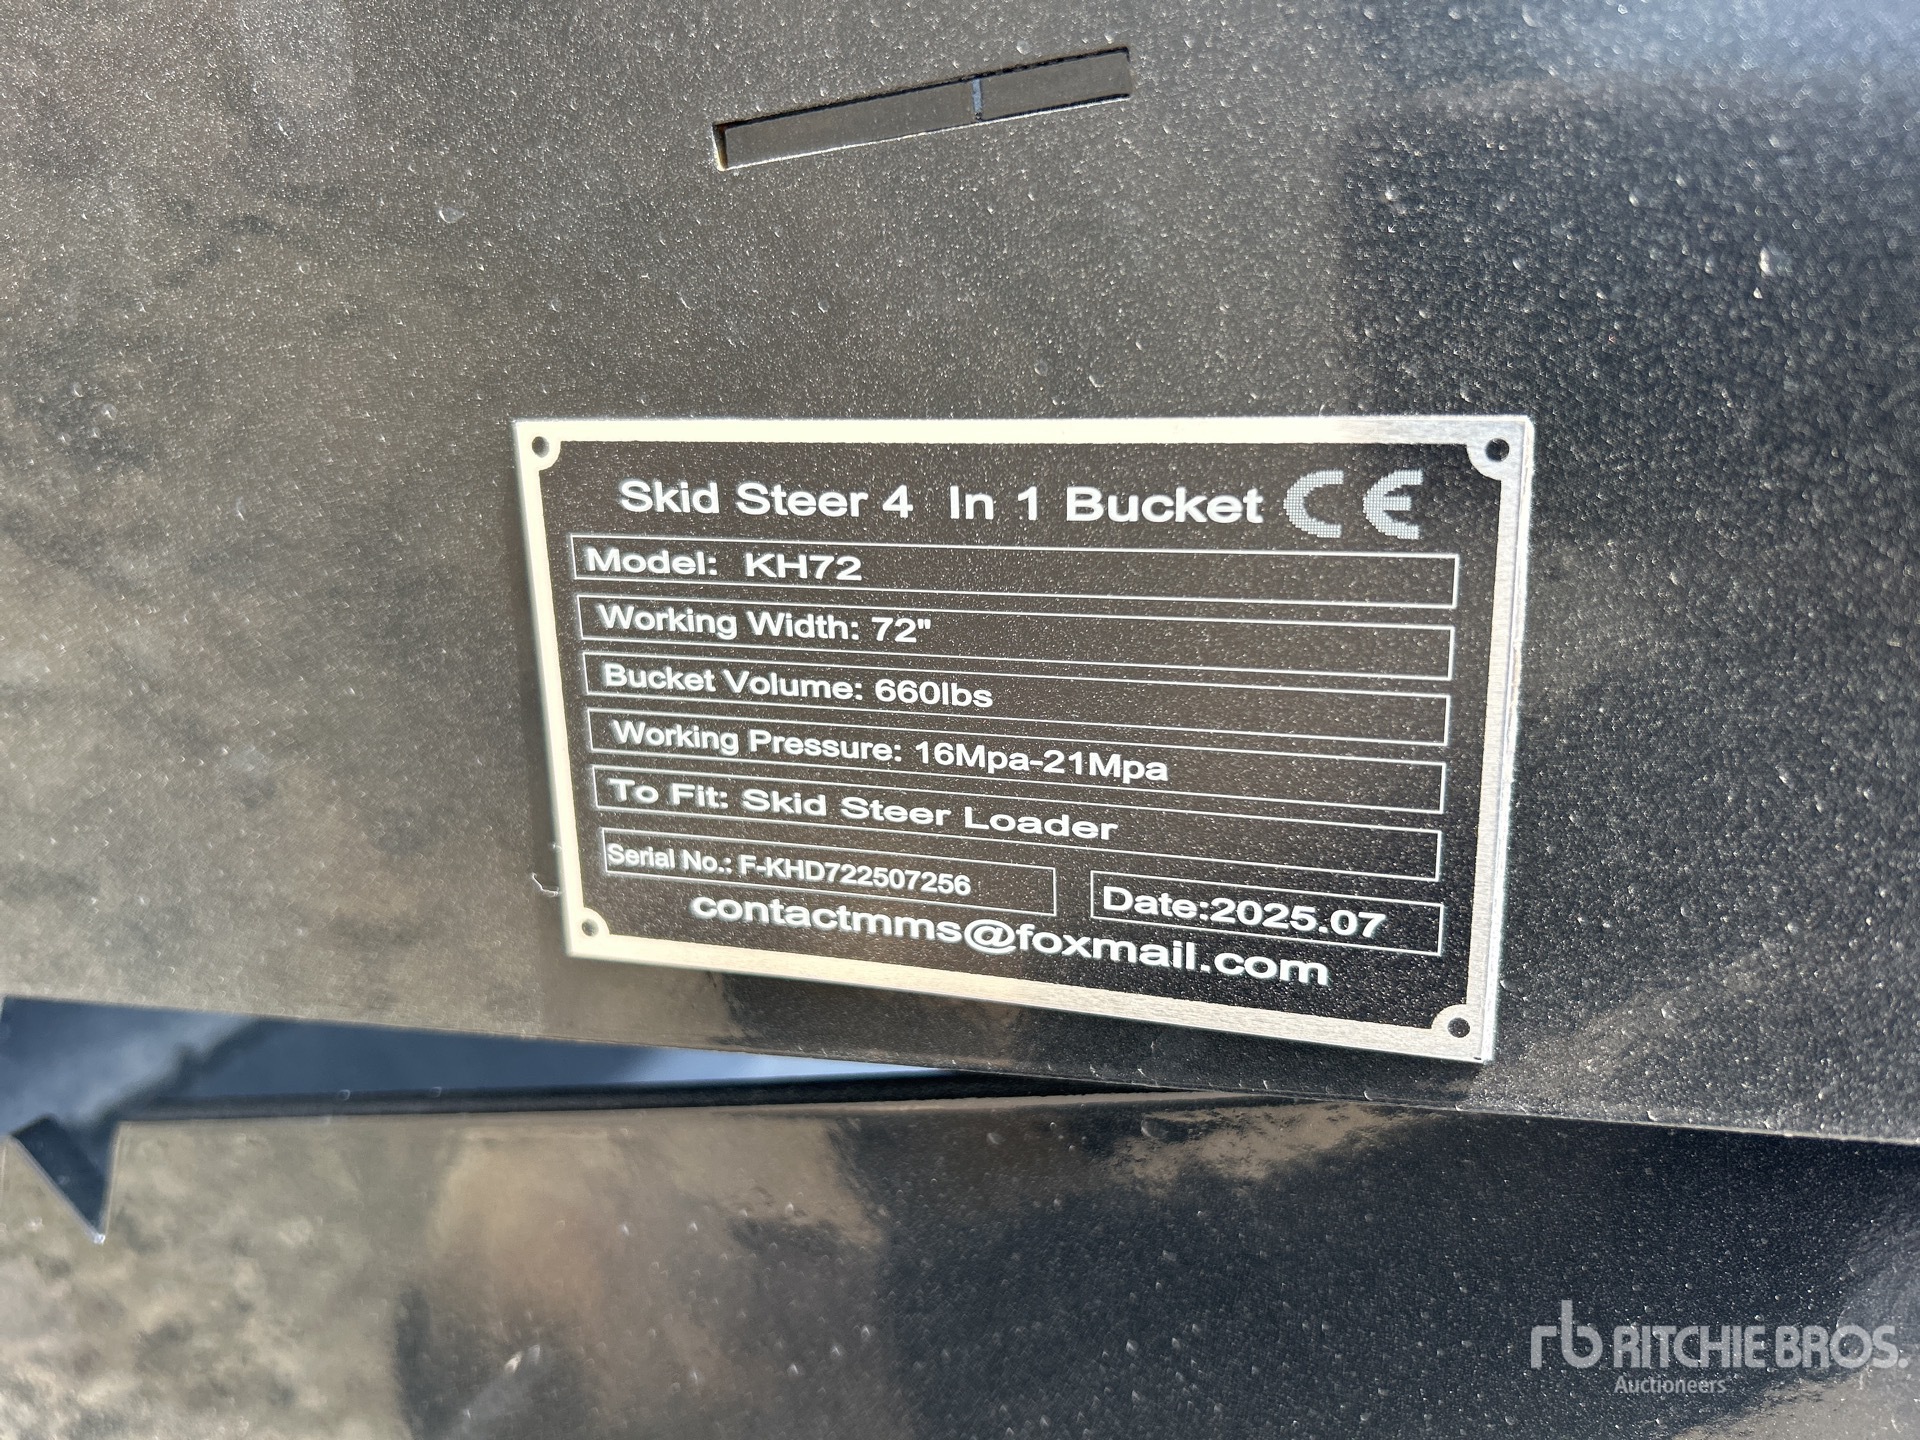 Skid Steer 4 In 1 Bucket CE
Model: KH72
Working Width: 72"
Bucket Volume: 660lbs
Working Pressure: 16Mpa-21Mpa
To Fit: Skid Steer Loader
Serial No.: F-KHD722507256
Date:2025.07
contactmms@foxmail.com
rb RITCHIE BROS.
Auctioneers